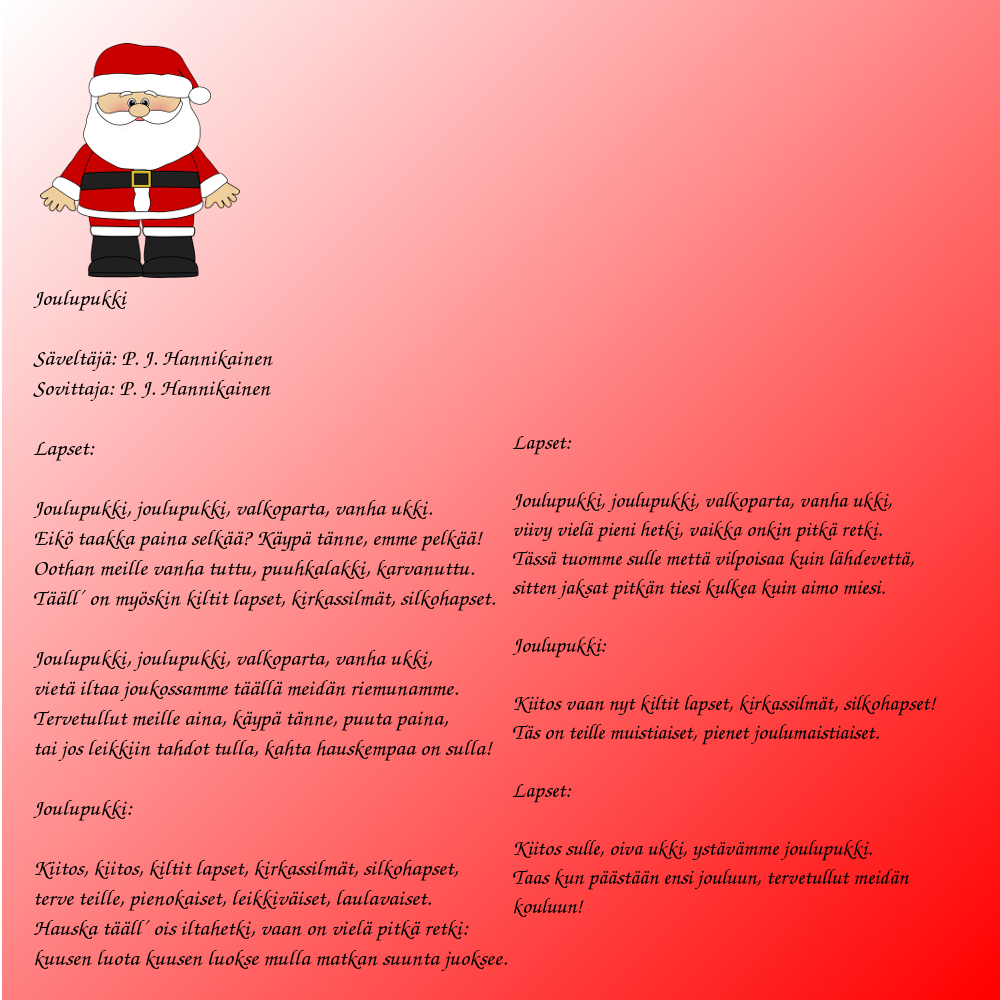 Joulupukki
Säveltäjä: P. J. Hannikainen
Sovittaja: P. J. Hannikainen
Lapset:
Joulupukki, joulupukki, valkoparta, vanha ukki.
Eikö taakka paina selkää? Käypä tänne, emme pelkää!
Oothan meille vanha tuttu, puuhkalakki, karvanuttu.
Tääll´ on myöskin kiltit lapset, kirkassilmät, silkohapset.
Joulupukki, joulupukki, valkoparta, vanha ukki,
vietä iltaa joukossamme täällä meidän riemunamme.
Tervetullut meille aina, käypä tänne, puuta paina,
tai jos leikkiin tahdot tulla, kahta hauskempaa on sulla!
Joulupukki:
Kiitos, kiitos, kiltit lapset, kirkassilmät, silkohapset,
terve teille, pienokaiset, leikkiväiset, laulavaiset.
Hauska tääll´ ois iltahetki, vaan on vielä pitkä retki:
kuusen luota kuusen luokse mulla matkan suunta juoksee.
Lapset:
Joulupukki, joulupukki, valkoparta, vanha ukki,
viivy vielä pieni hetki, vaikka onkin pitkä retki.
Tässä tuomme sulle mettä vilpoisaa kuin lähdevettä,
sitten jaksat pitkän tiesi kulkea kuin aimo miesi.
Joulupukki:
Kiitos vaan nyt kiltit lapset, kirkassilmät, silkohapset!
Täs on teille muistiaiset, pienet joulumaistiaiset.
Lapset:
Kiitos sulle, oiva ukki, ystävämme joulupukki.
Taas kun päästään ensi jouluun, tervetullut meidän
kouluun!